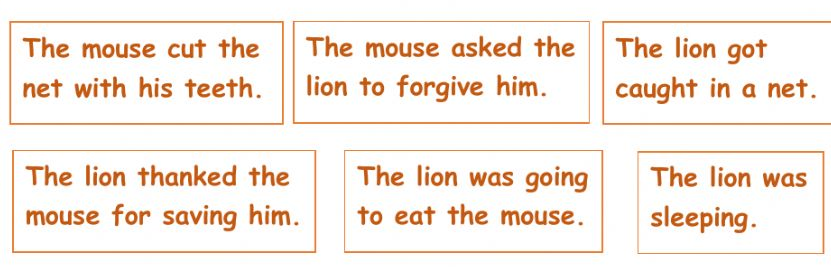 The mouse cut the
net with his teeth.
The mouse asked the
lion to forgive him.
The lion got
caught in a net.
The lion thanked the
mouse for saving him.
The lion was going
to eat the mouse.
The lion was
sleeping.